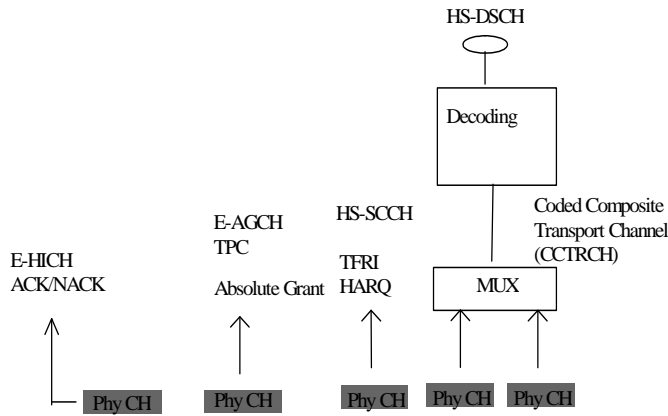 HS-DSCH
Decoding
Coded Composite
Transport Channel
(CCTRCH)
HS-SCCH
TFRI
HARQ
E-AGCH
TPC
Absolute Grant
E-HICH
ACK/NACK
MUX
Phy CH
Phy CH
Phy CH
Phy CH
Phy CH